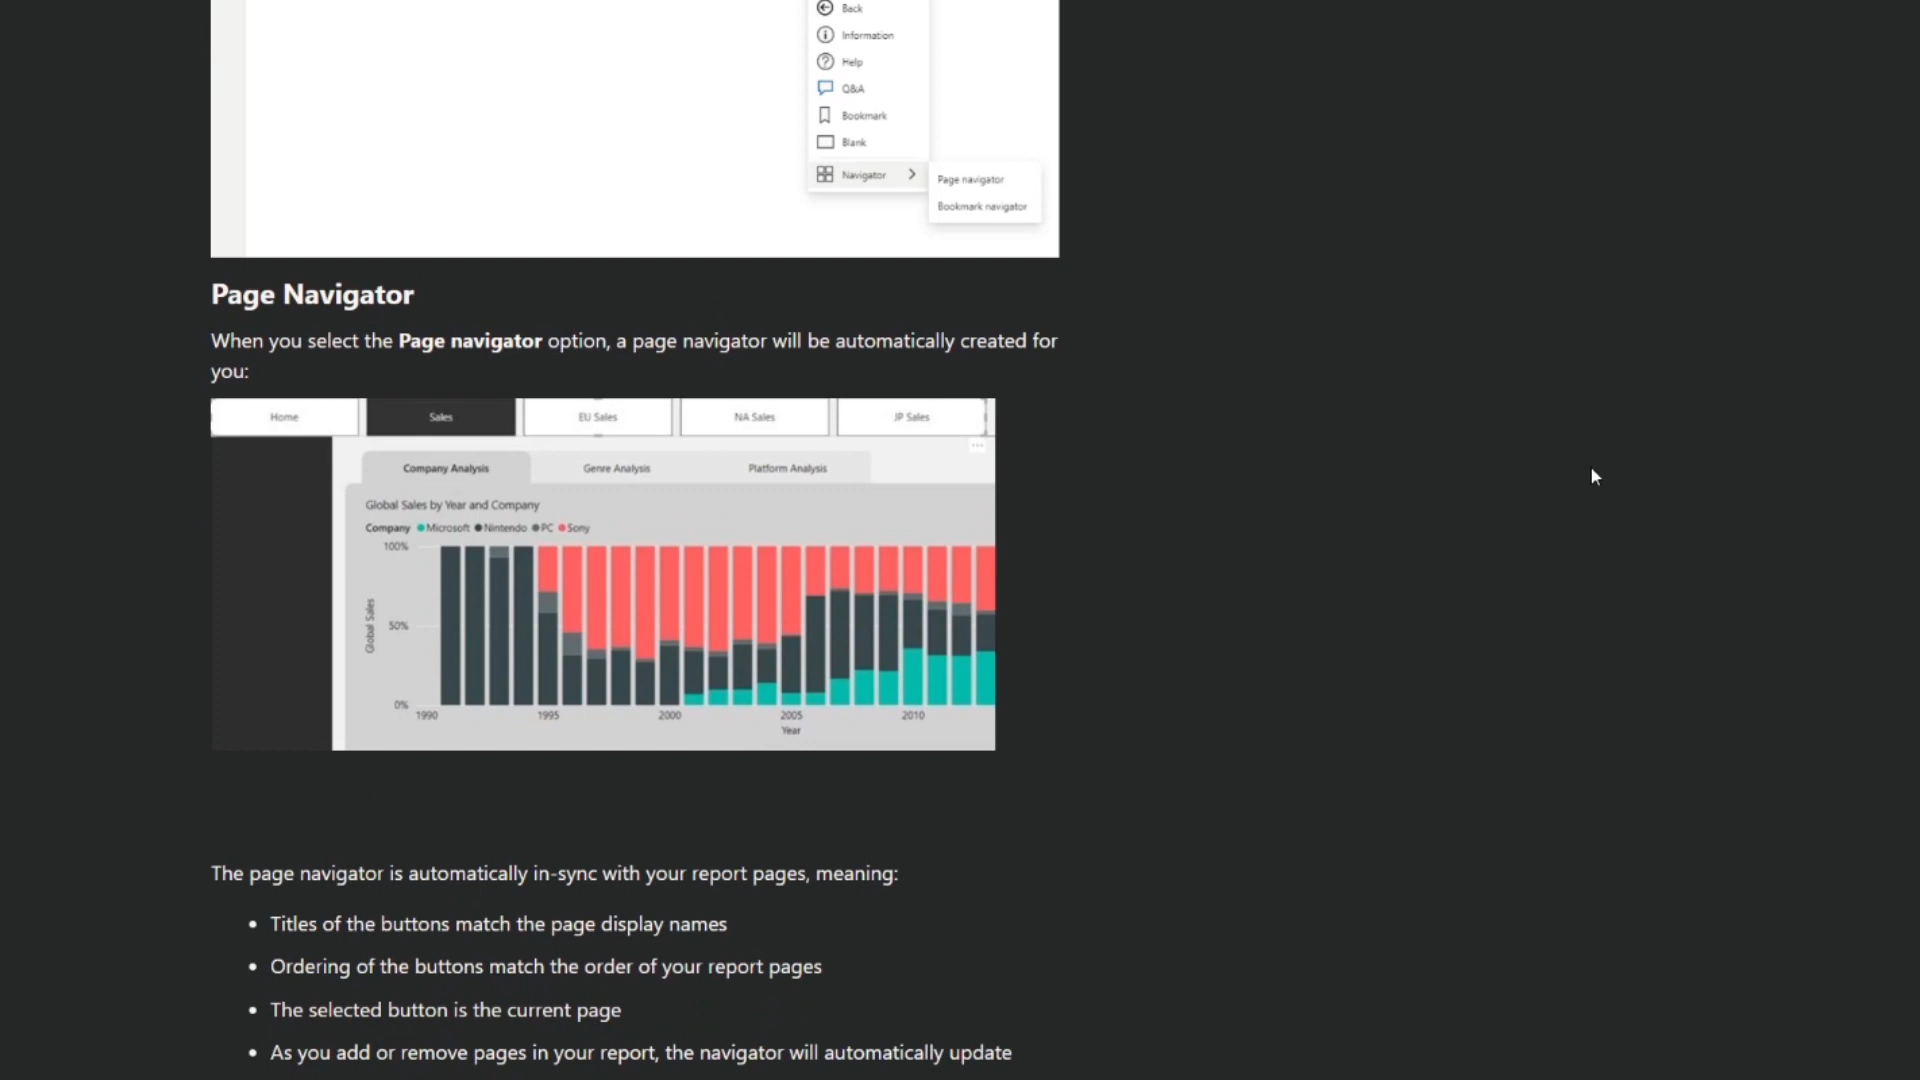 Back
Information
Help
Q&A
Bookmark
Blank
Navigator
Page navigator
Bookmark navigator
Page Navigator
When you select the Page navigator option, a page navigator will be automatically created for
you:
Home Sales EU Sales NA Sales JP Sales
Company Analysis Genre Analysis Platform Analysis
Global Sales by Year and Company
Company Microsoft Nintendo PC Sony
100%
50%
0%
Global Sales
1990 1995 2000 2005 2010
Year
The page navigator is automatically in-sync with your report pages, meaning:
• Titles of the buttons match the page display names
• Ordering of the buttons match the order of your report pages
• The selected button is the current page
• As you add or remove pages in your report, the navigator will automatically update